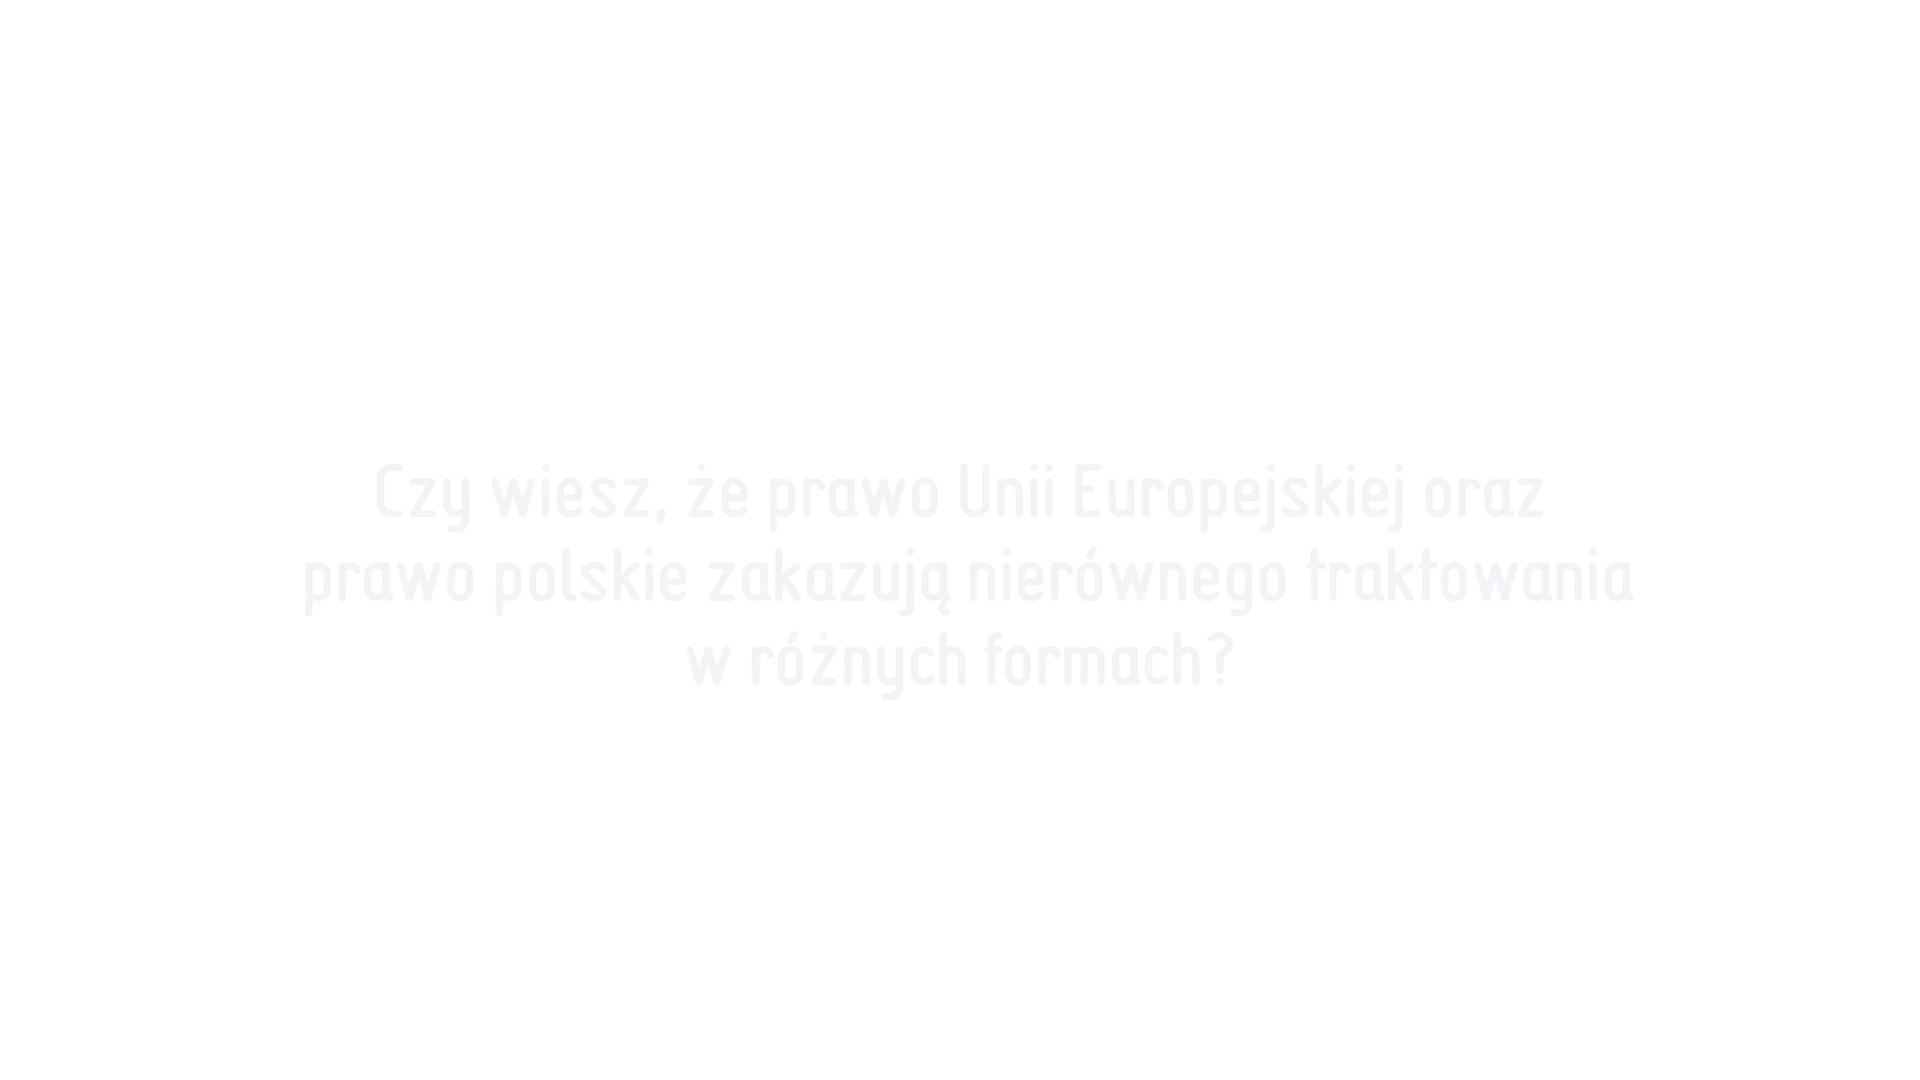 Czy wiesz, że prawo Unii Europejskiej oraz
prawo polskie zakazują nierównego traktowania
w różnych formach?